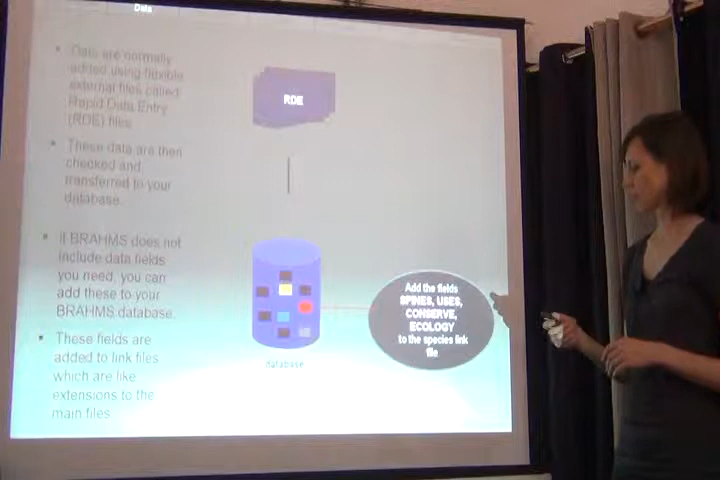 Data
Data are normally
added using flexible
external files called
Rapid Data Entry
(RDE) files
These data are then
checked and
transferred to your
database.
If BRAHMS does not
include data fields
you need, you can
add these to your
BRAHMS database.
These fields are
added to link files
which are like
extensions to the
main files
RDE
database
Add the fields
SPINES, USES,
CONSERVE,
ECOLOGY
to the species link
file